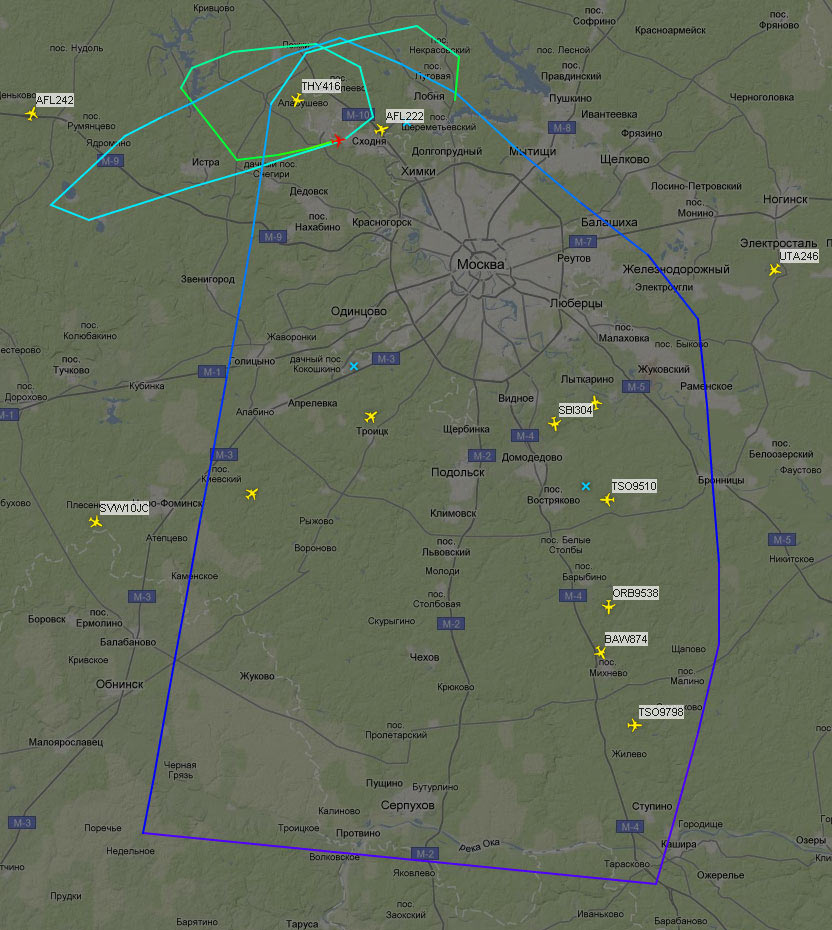 Кривцово
пос. Софрино
пос. Фряново
Красноармейск
пос. Нудоль
пос. Некрасовский
пос. Лесной
пос. Правдинский
THY416
пос. Луговая
Лобня
Пушкино
Черноголовка
AFL242
пос. Румянцево
Ядромино
M-9
M-10
AFL222
Шереметьевский
Ивантеевка
M-8
Фрязино
Сходня
Долгопрудный
Мытищи
Щелково
Истра
дачный пос. Снегири
Химки
Дедовск
Лосино-Петровский
пос. Монино
Ногинск
пос. Нахабино
Красногорск
Балашиха
M-9
M-7
Реутов
Электросталь
UTA246
Москва
Железнодорожный
Электроугли
Звенигород
Одинцово
Люберцы
пос. Колюбакино
Жаворонки
пос. Малаховка
пос. Быково
пос. Тучково
Голицыно
дачный пос. Кокошкино
M-3
M-1
Кубинка
пос. Дорохово
M-1
Жуковский
Лыткарино
M-5
Раменское
Апрелевка
Алабино
Видное
SBI304
Троицк
Щербинка
M-4
M-2
Домодедово
M-3
пос. Киевский
Подольск
пос. Белоозерский
Фаустово
Бронницы
TSO9510
пос. Востряково
SVW10JC
Рыжово
Климовск
Атепцево
Вороново
пос. Львовский
пос. Белые Столбы
M-5
Никитское
Каменское
Молоди
пос. Барыбино
M-3
M-4
ORB9538
пос. Столбовая
Боровск
пос. Ермолино
Скурыгино
M-2
Балабаново
BAW874
Щапово
Кривское
Чехов
пос. Михнево
пос. Малино
Обнинск
Жуково
Крюково
TSO9798
пос. Пролетарский
Малоярославец
Жилево
Черная Грязь
Пущино
Бутурлино
Серпухов
Ступино
Калиново
M-3
Поречье
Троицкое
Протвино
M-4
Городище
река Ока
Кашира
Озеры
Недельное
Волковское
M-2
Яковлево
Тарасково
Ожерелье
Прудки
Барятино
Таруса
пос. Заокский
Иваньково
Барабаново